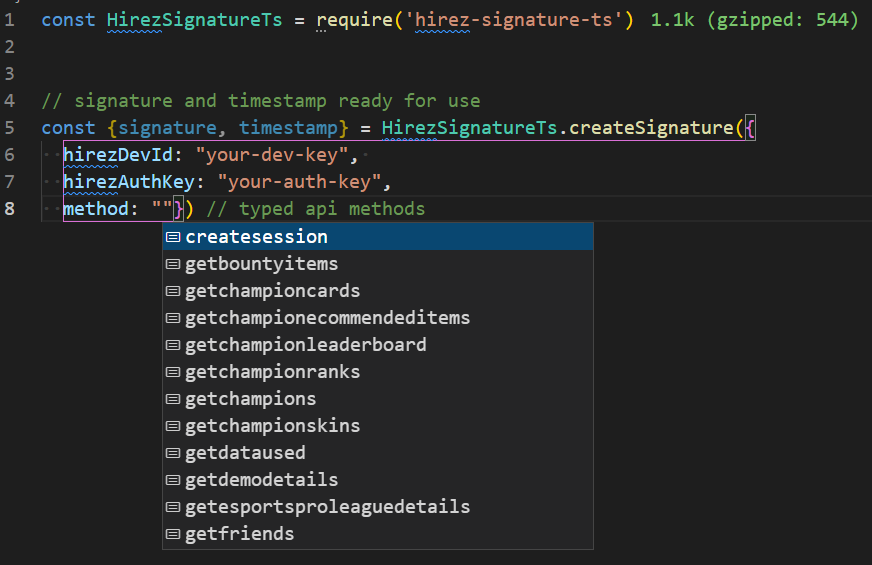 1 const HirezSignatureTs = require('hirez-signature-ts') 1.1k (gzipped: 544)
2
3
4 // signature and timestamp ready for use
5 const {signature, timestamp} = HirezSignatureTs.createSignature({
6 hirezDevId: "your-dev-key",
7 hirezAuthKey: "your-auth-key",
8 method: ""}) // typed api methods
createsession
getbountyitems
getchampioncards
getchampionecommendeditems
getchampionleaderboard
getchampionranks
getchampions
getchampionskins
getdataused
getdemodetails
getesportsproleaguedetails
getfriends